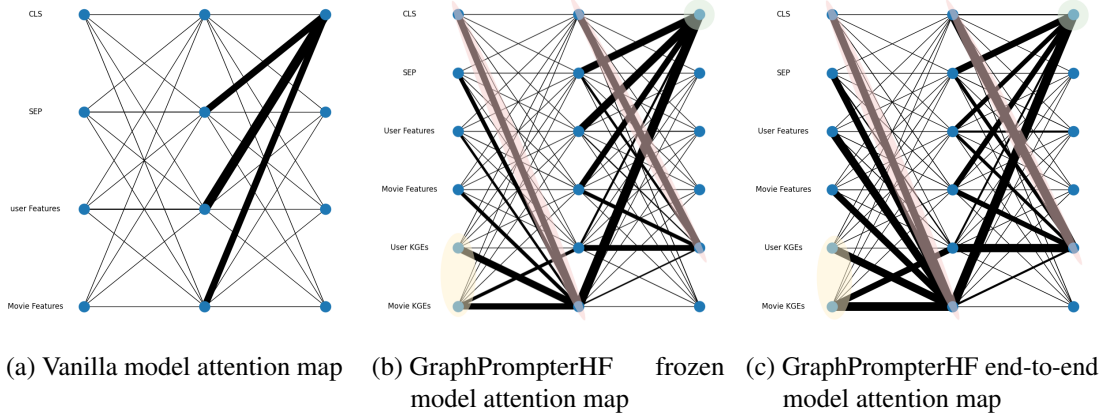 CLS
SEP
user Features
Movie Features
CLS
SEP
User Features
Movie Features
User KGEs
Movie KGEs
CLS
SEP
User Features
Movie Features
User KGEs
Movie KGEs
(a) Vanilla model attention map
(b) GraphPrompterHF frozen
model attention map
(c) GraphPrompterHF end-to-end
model attention map